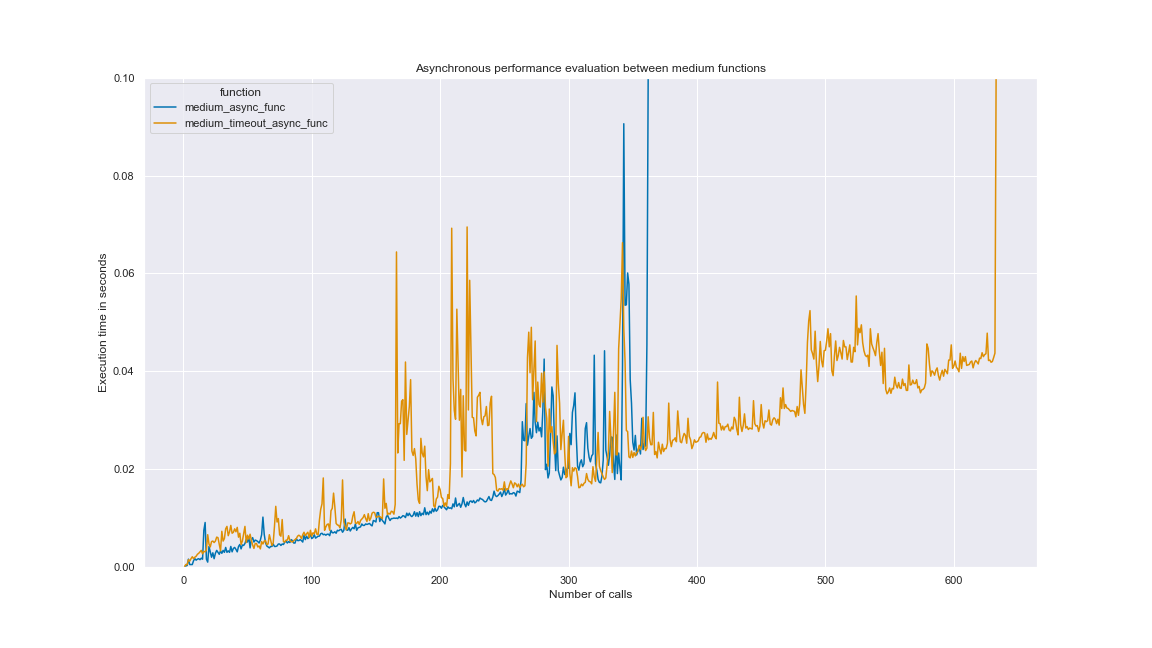 Asynchronous performance evaluation between medium functions
function
medium_async_func
medium_timeout_async_func
Execution time in seconds
0.10
0.08
0.06
0.04
0.02
0.00
0 100 200 300 400 500 600
Number of calls